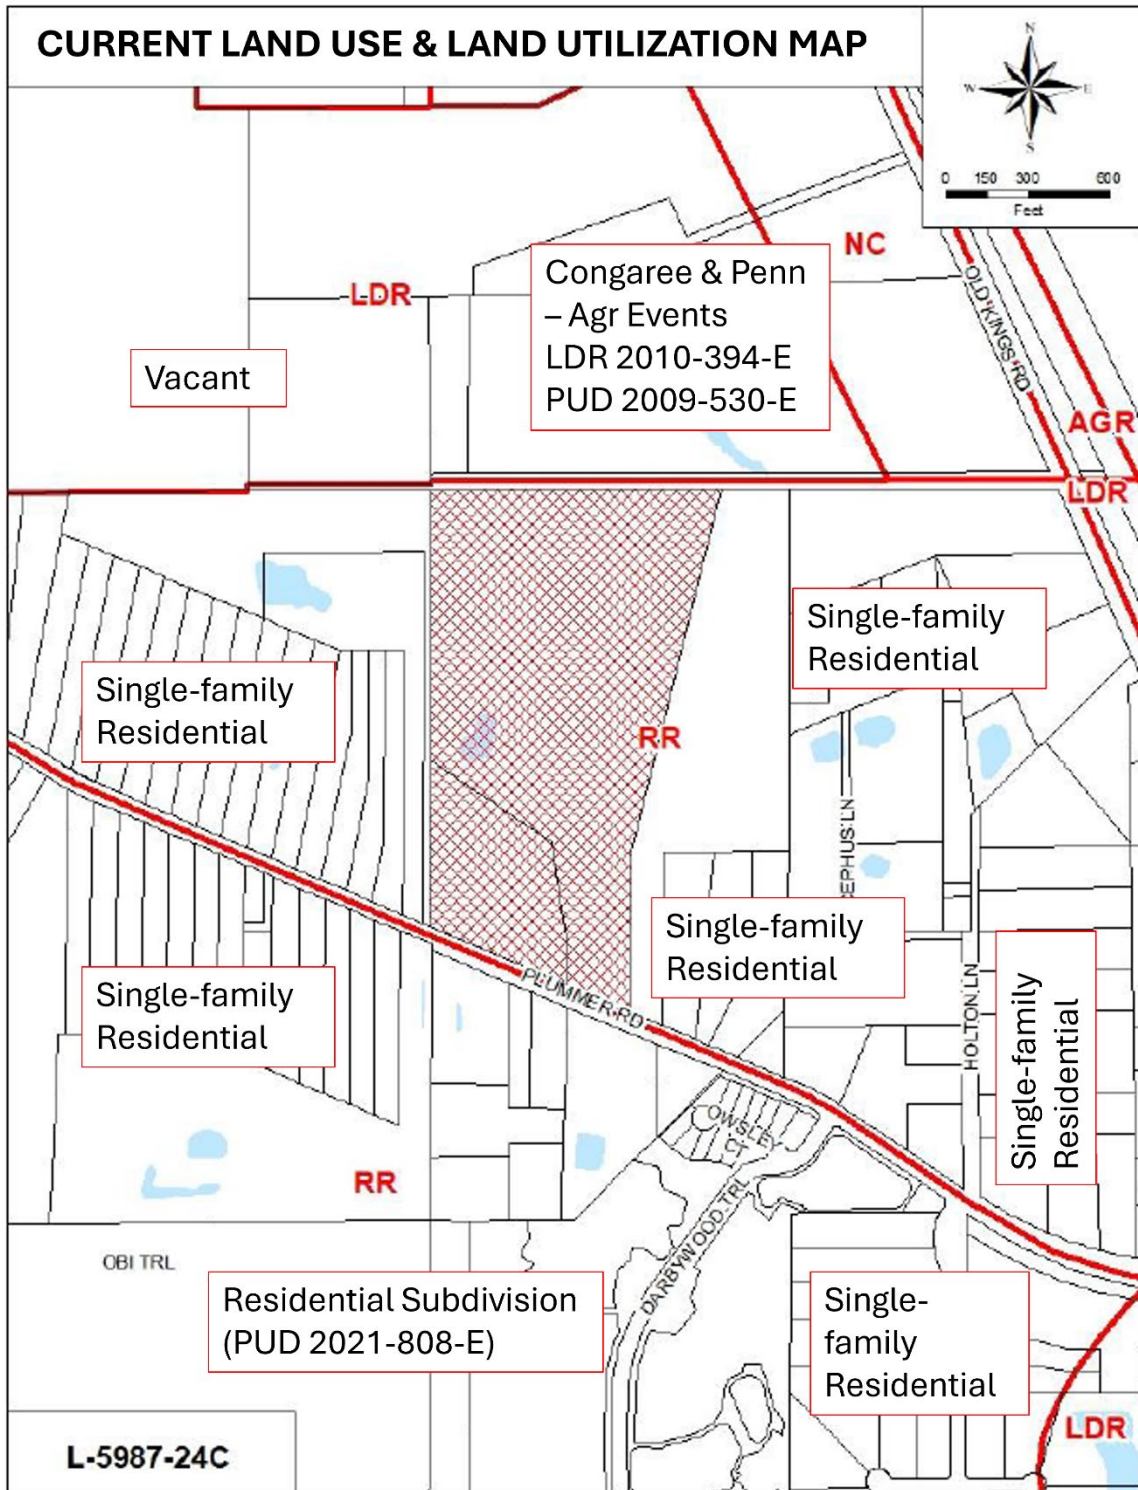 CURRENT LAND USE & LAND UTILIZATION MAP
N
W
E
S
0 150 300 600
Feet
NC
LDR
Congaree & Penn
– Agr Events
LDR 2010-394-E
PUD 2009-530-E
OLD KINGS RD
Vacant
AGR
LDR
Single-family
Residential
Single-family
Residential
RR
EPHUS LN
Single-family
Residential
Single-family
Residential
PLUMMER RD
HOLTON LN
Single-family
Residential
OWSLEY
CT
RR
DARBYWOOD TRL
OBI TRL
Residential Subdivision
(PUD 2021-808-E)
Single-
family
Residential
LDR
L-5987-24C